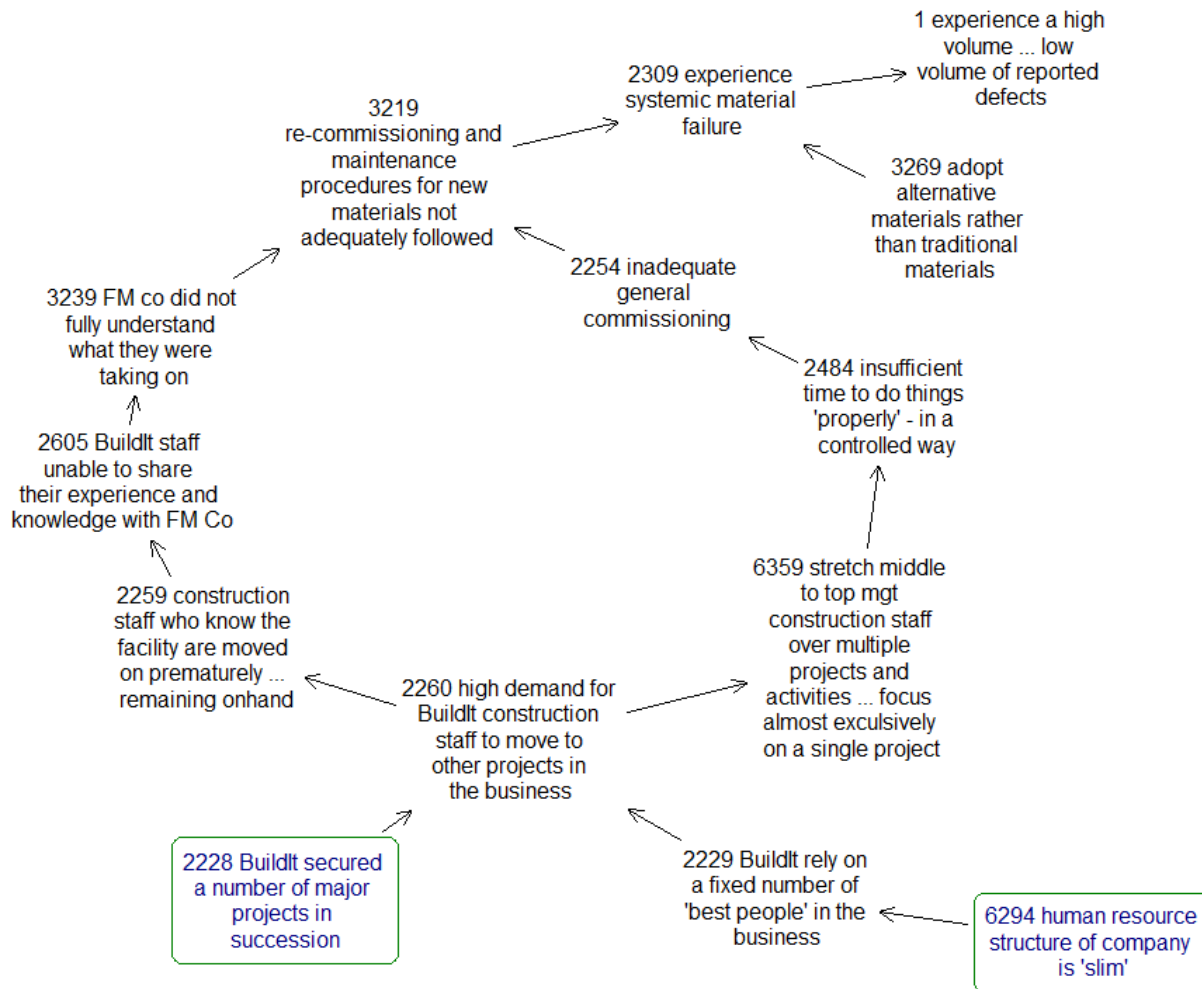 1 experience a high
volume ... low
volume of reported
defects
2309 experience
systemic material
failure
3219
re-commissioning and
maintenance
procedures for new
materials not
adequately followed
3269 adopt
alternative
materials rather
than traditional
materials
2254 inadequate
general
commissioning
3239 FM co did not
fully understand
what they were
taking on
2484 insufficient
time to do things
'properly' - in a
controlled way
2605 BuildIt staff
unable to share
their experience and
knowledge with FM Co
6359 stretch middle
to top mgt
construction staff
over multiple
projects and
activities ... focus
almost exculsively
on a single project
2259 construction
staff who know the
facility are moved
on prematurely ...
remaining onhand
2260 high demand for
BuildIt construction
staff to move to
other projects in
the business
2228 BuildIt secured
a number of major
projects in
succession
2229 BuildIt rely on
a fixed number of
'best people' in the
business
6294 human resource
structure of company
is 'slim'